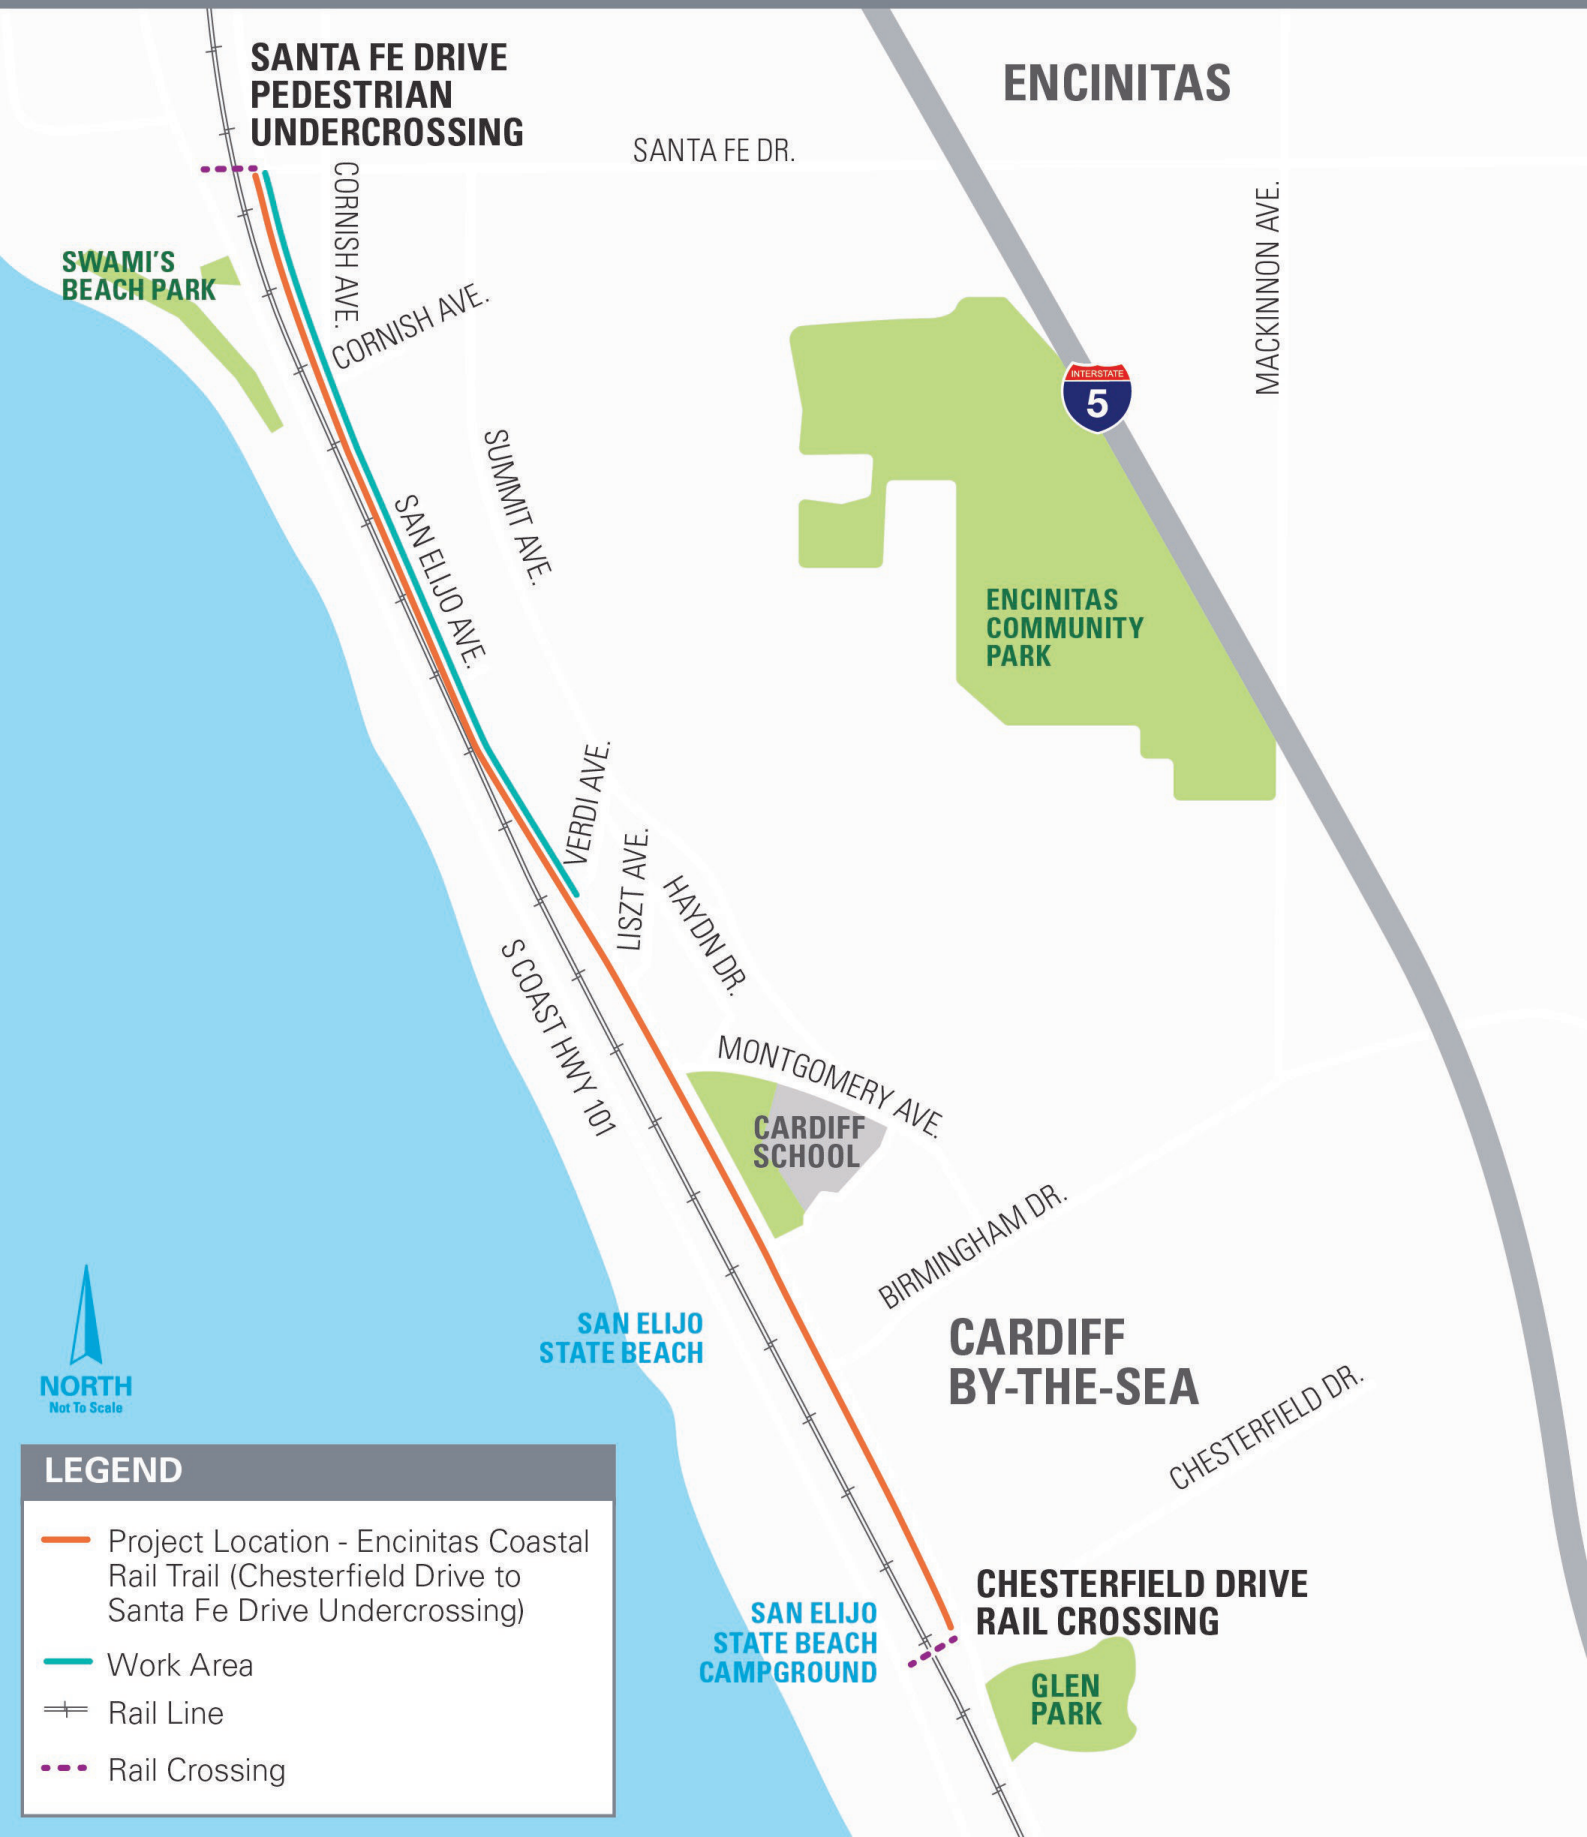 SANTA FE DRIVE
PEDESTRIAN
UNDERCROSSING
ENCINITAS
SANTA FE DR.
CORNISH AVE.
MACKINNON AVE.
SWAMI'S
BEACH PARK
CORNISH AVE.
INTERSTATE
5
SUMMIT AVE.
SAN ELIJO AVE.
ENCINITAS
COMMUNITY
PARK
VERDI AVE.
LISZT AVE.
HAYDN DR.
S COAST HWY 101
MONTGOMERY AVE.
CARDIFF
SCHOOL
BIRMINGHAM DR.
SAN ELIJO
STATE BEACH
CARDIFF
BY-THE-SEA
CHESTERFIELD DR.
NORTH
Not To Scale
CHESTERFIELD DRIVE
RAIL CROSSING
SAN ELIJO
STATE BEACH
CAMPGROUND
GLEN
PARK
LEGEND
Project Location - Encinitas Coastal
Rail Trail (Chesterfield Drive to
Santa Fe Drive Undercrossing)
Work Area
Rail Line
Rail Crossing